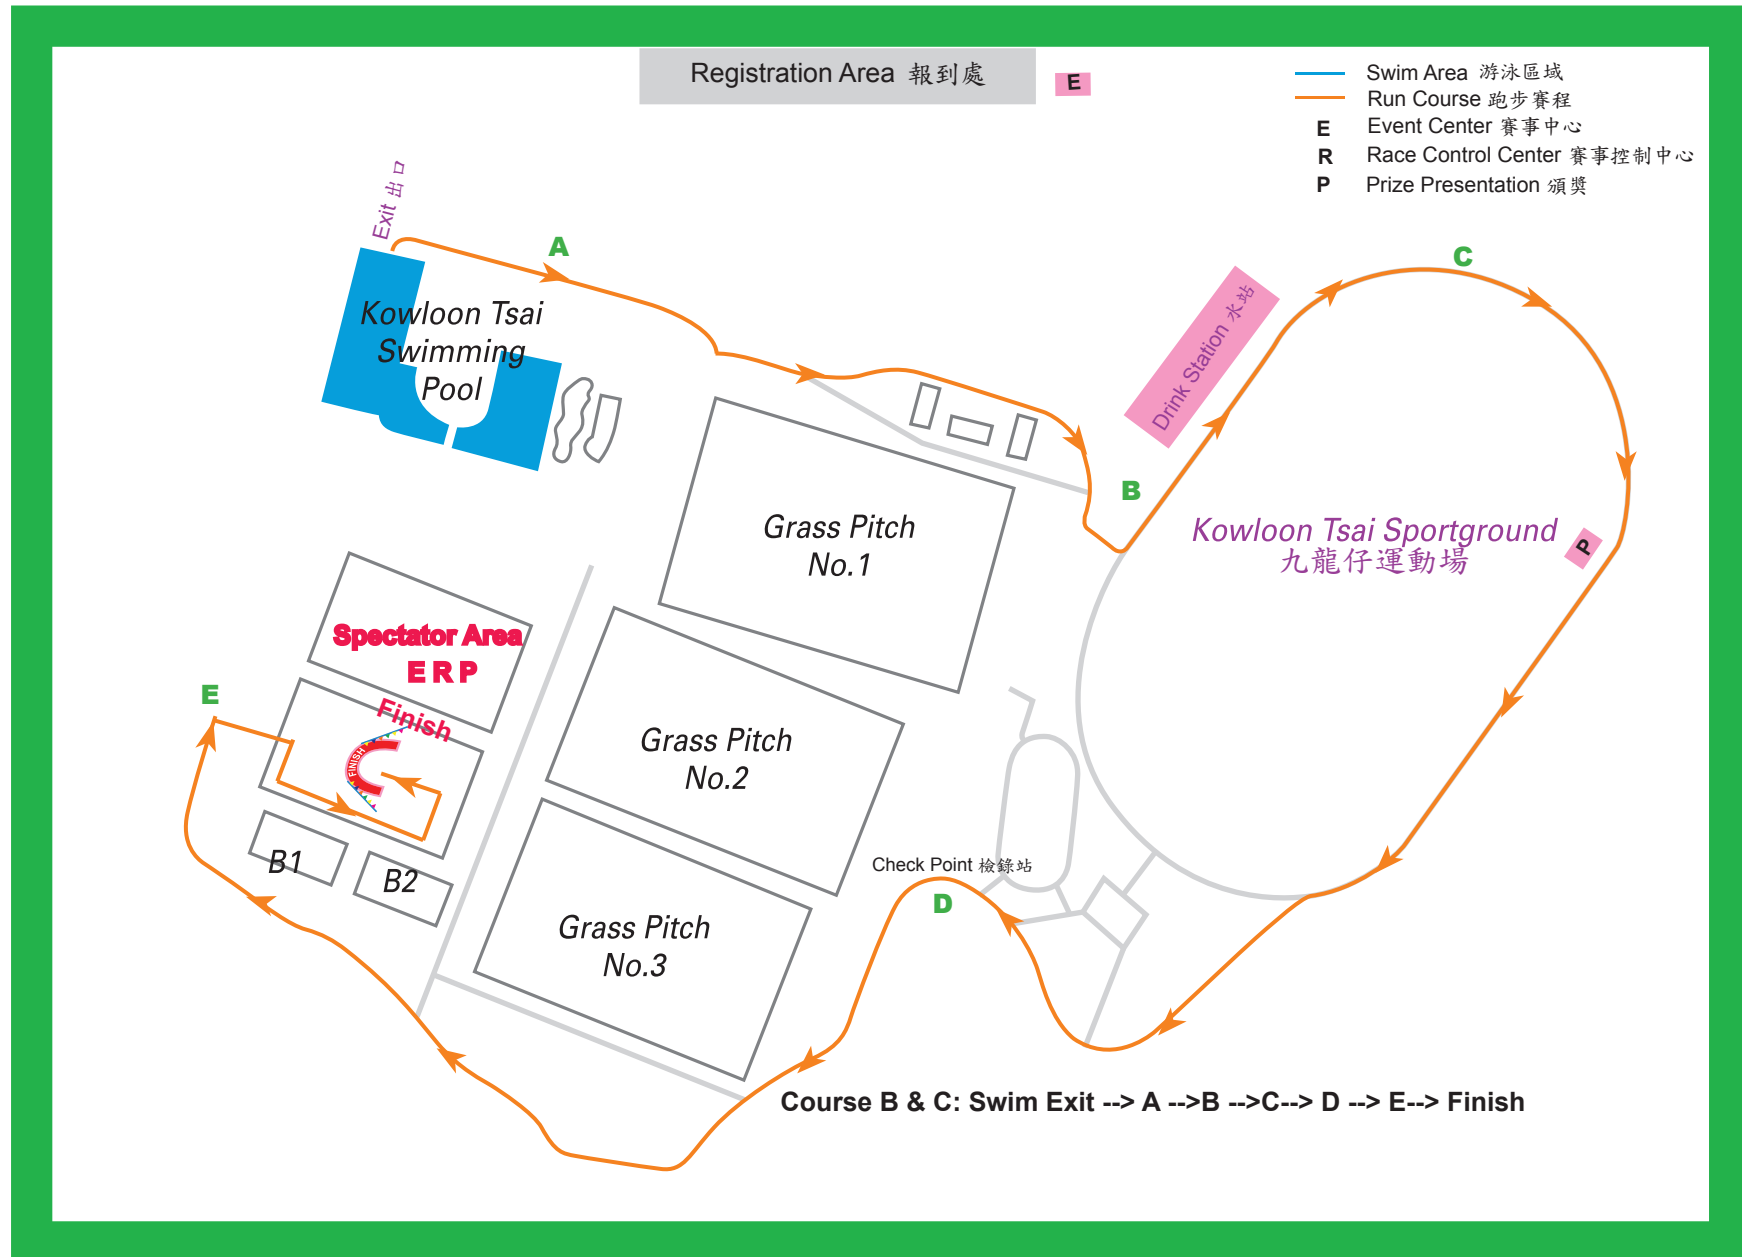 Registration Area 報到處
E
Swim Area 游泳區域
Run Course 跑步賽程
E Event Center 賽事中心
R Race Control Center 賽事控制中心
P Prize Presentation 頒獎
Exit 出口
A
C
Kowloon Tsai
Swimming
Pool
Drink Station 水站
B
Grass Pitch
No.1
Kowloon Tsai Sportground
九龍仔運動場
P
Spectator Area
E R P
E
Finish
FINISH
Grass Pitch
No.2
B1
B2
Check Point 檢錄站
D
Grass Pitch
No.3
Course B & C: Swim Exit --> A -->B -->C--> D --> E--> Finish